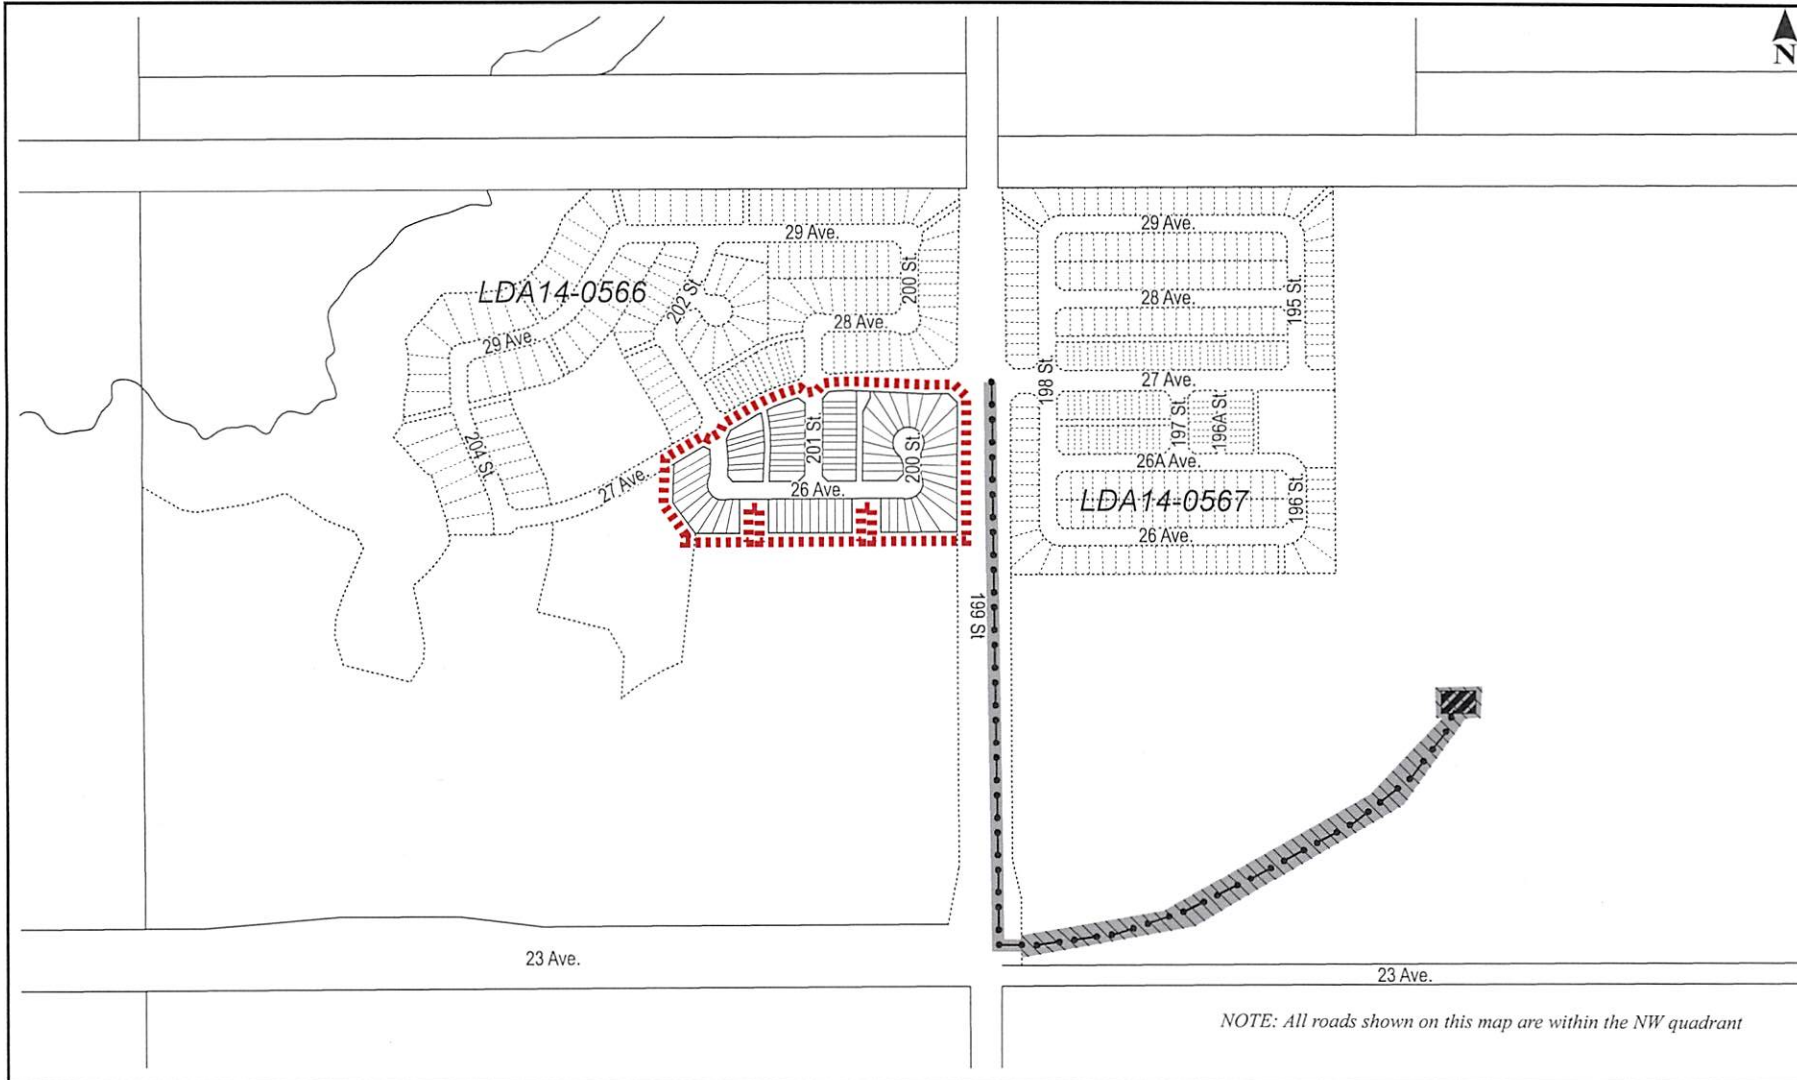 N
29 Ave.
29 Ave.
LDA14-0566
202 St.
200 St.
28 Ave.
28 Ave.
195 St.
29 Ave.
198 St.
27 Ave.
204 St.
27 Ave.
201 St.
200 St.
197 St.
196A St.
26A Ave.
26 Ave.
LDA14-0567
196 St.
26 Ave.
199 St
23 Ave.
23 Ave.
NOTE: All roads shown on this map are within the NW quadrant